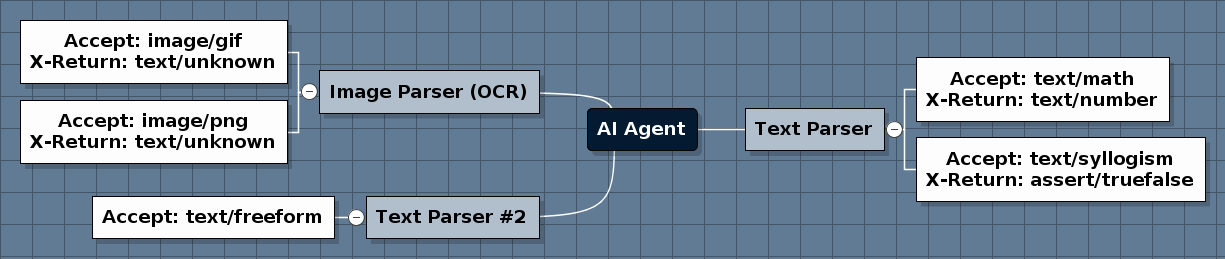 Accept: image/gif
X-Return: text/unknown
Accept: image/png
X-Return: text/unknown
Image Parser (OCR)
Accept: text/freeform
Text Parser #2
AI Agent
Text Parser
Accept: text/math
X-Return: text/number
Accept: text/syllogism
X-Return: assert/truefalse